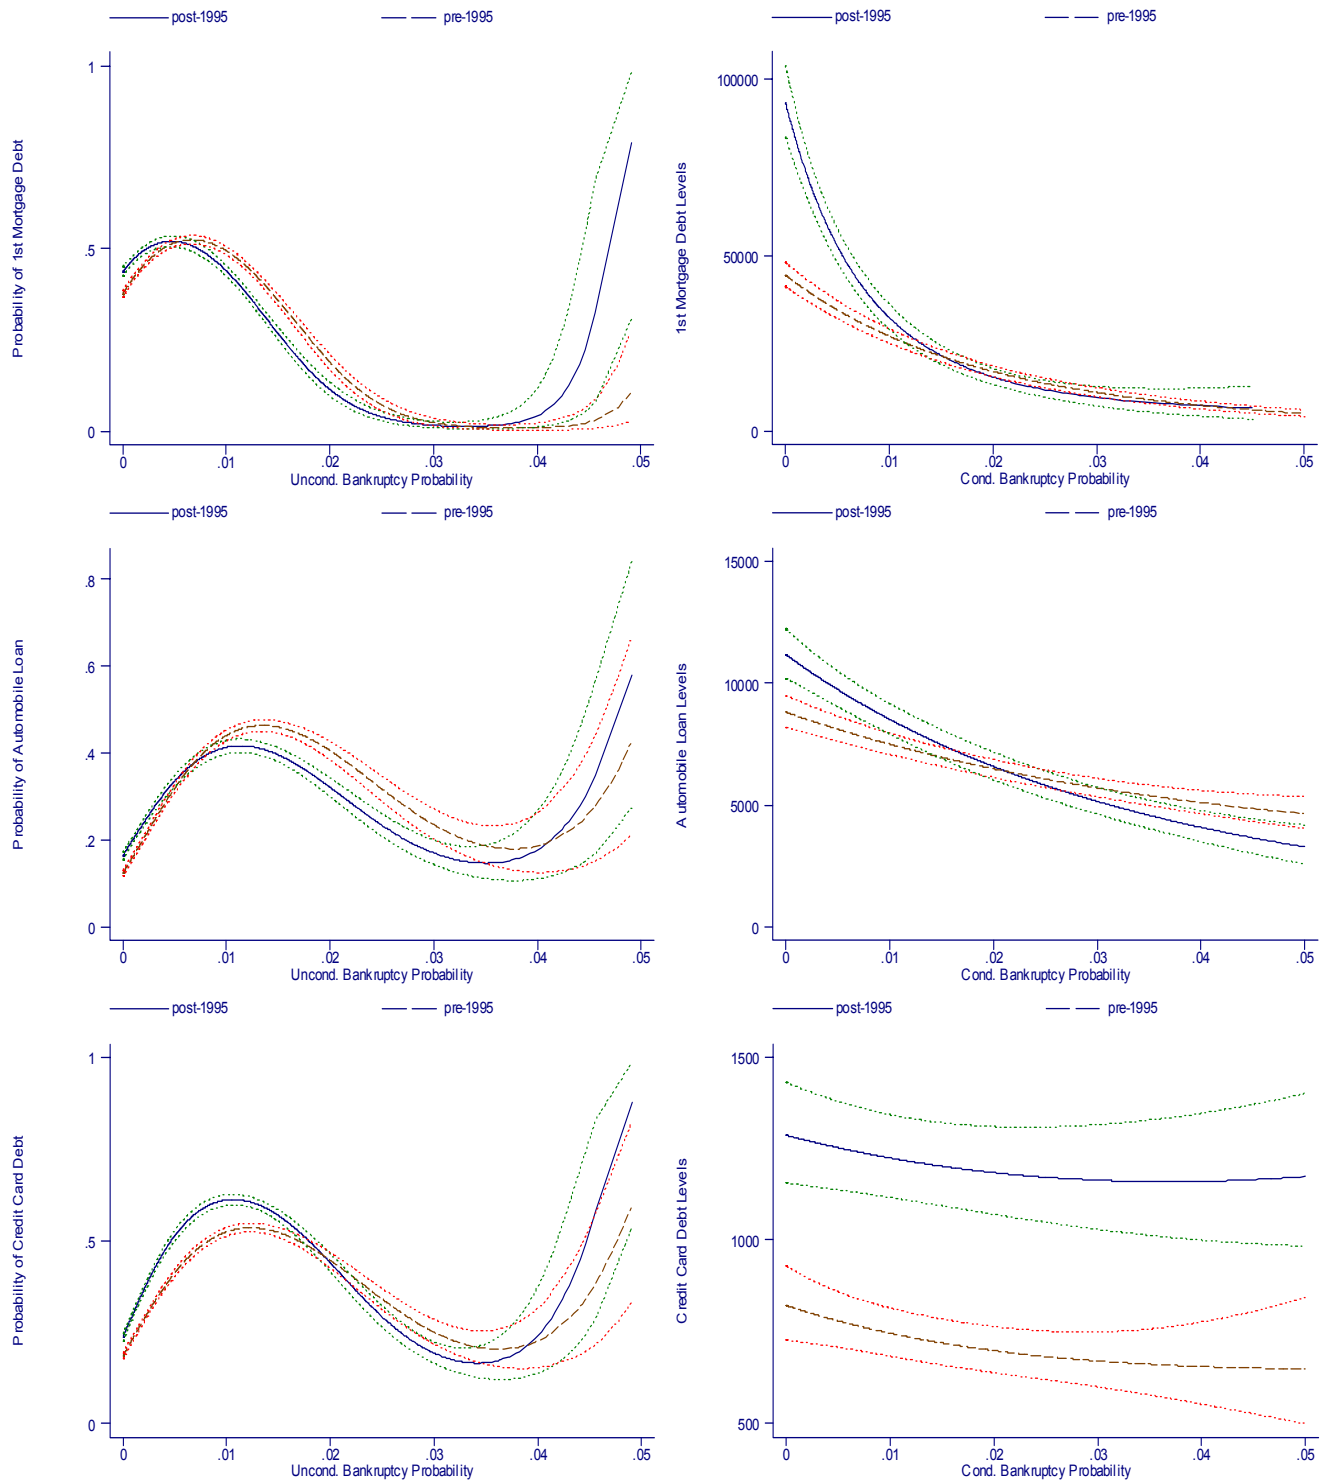 post-1995 pre-1995
Probability of 1st Mortgage Debt
1
.5
0
0 .01 .02 .03 .04 .05
Uncond. Bankruptcy Probability
post-1995 pre-1995
1st Mortgage Debt Levels
100000
50000
0
0 .01 .02 .03 .04 .05
Cond. Bankruptcy Probability
post-1995 pre-1995
Probability of Automobile Loan
.8
.6
.4
.2
0
0 .01 .02 .03 .04 .05
Uncond. Bankruptcy Probability
post-1995 pre-1995
Automobile Loan Levels
15000
10000
5000
0
0 .01 .02 .03 .04 .05
Cond. Bankruptcy Probability
post-1995 pre-1995
Probability of Credit Card Debt
1
.5
0
0 .01 .02 .03 .04 .05
Uncond. Bankruptcy Probability
post-1995 pre-1995
Credit Card Debt Levels
1500
1000
500
0 .01 .02 .03 .04 .05
Cond. Bankruptcy Probability